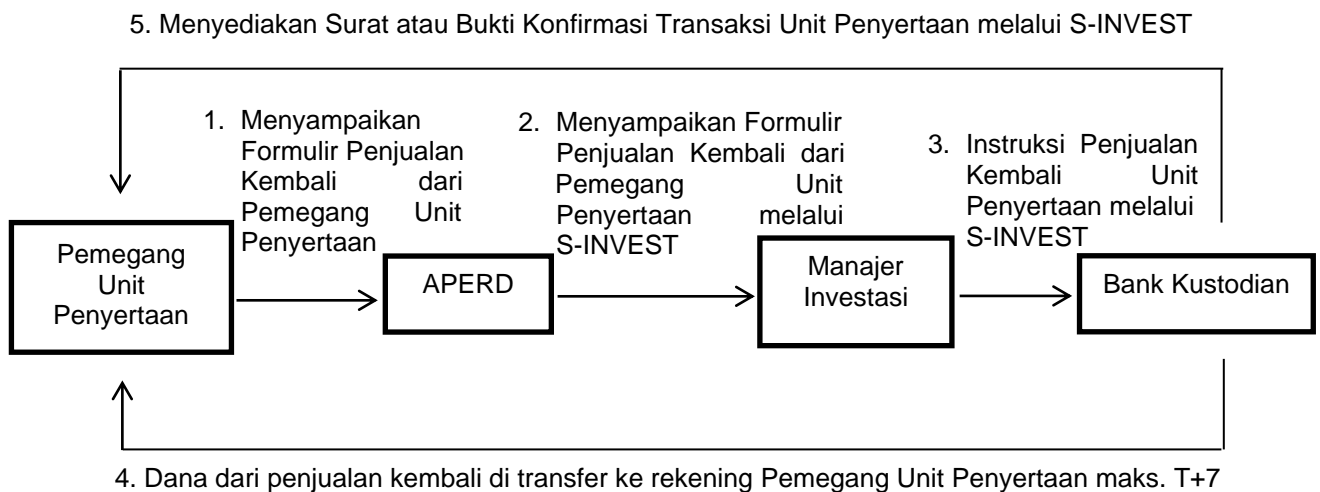 5. Menyediakan Surat atau Bukti Konfirmasi Transaksi Unit Penyertaan melalui S-INVEST
1. Menyampaikan
Formulir Penjualan
Kembali dari
Pemegang Unit
Penyertaan
2. Menyampaikan Formulir
Penjualan Kembali dari
Pemegang Unit
Penyertaan melalui
S-INVEST
3. Instruksi Penjualan
Kembali Unit
Penyertaan melalui
S-INVEST
Pemegang
Unit
Penyertaan
APERD
Manajer
Investasi
Bank Kustodian
4. Dana dari penjualan kembali di transfer ke rekening Pemegang Unit Penyertaan maks. T+7